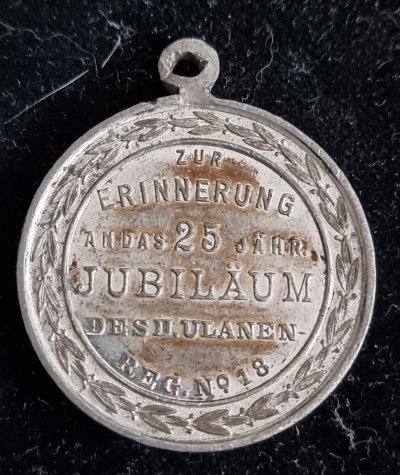 ZUR
ERINNERUNG
AN DAS 25 JÄHR.
JUBILÄUM
DES II. ULANEN-
REG. No 18